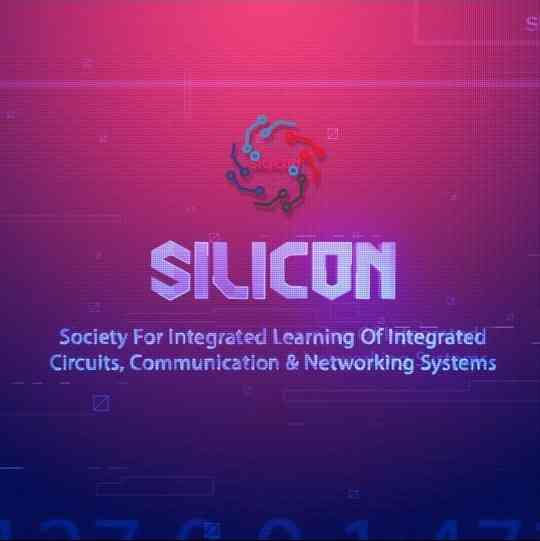 S
SILICON
Society For Integrated Learning Of Integrated
Circuits, Communication & Networking Systems